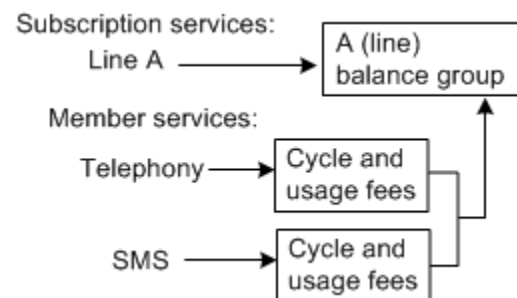 Subscription services:
Line A
A (line)
balance group
Member services:
Telephony
Cycle and
usage fees
SMS
Cycle and
usage fees